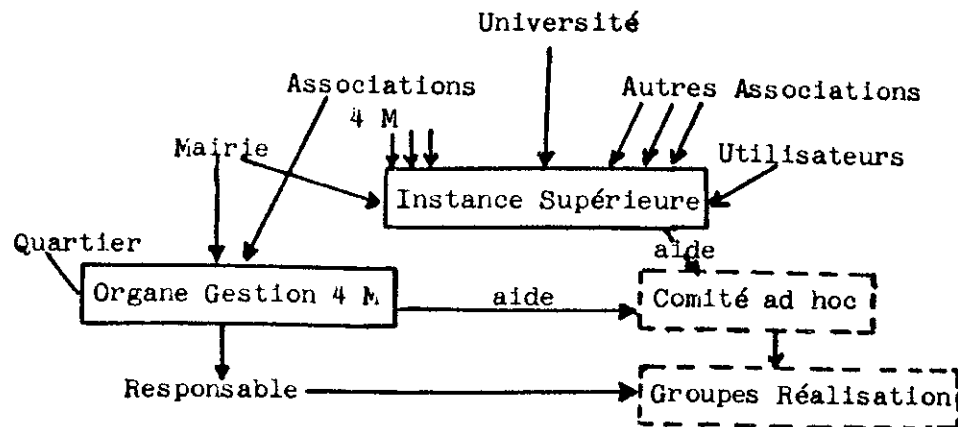 Université
Associations
4 M
Autres Associations
Mairie
Utilisateurs
Instance Supérieure
Quartier
aide
Organe Gestion 4 M
aide
Comité ad hoc
Responsable
Groupes Réalisation